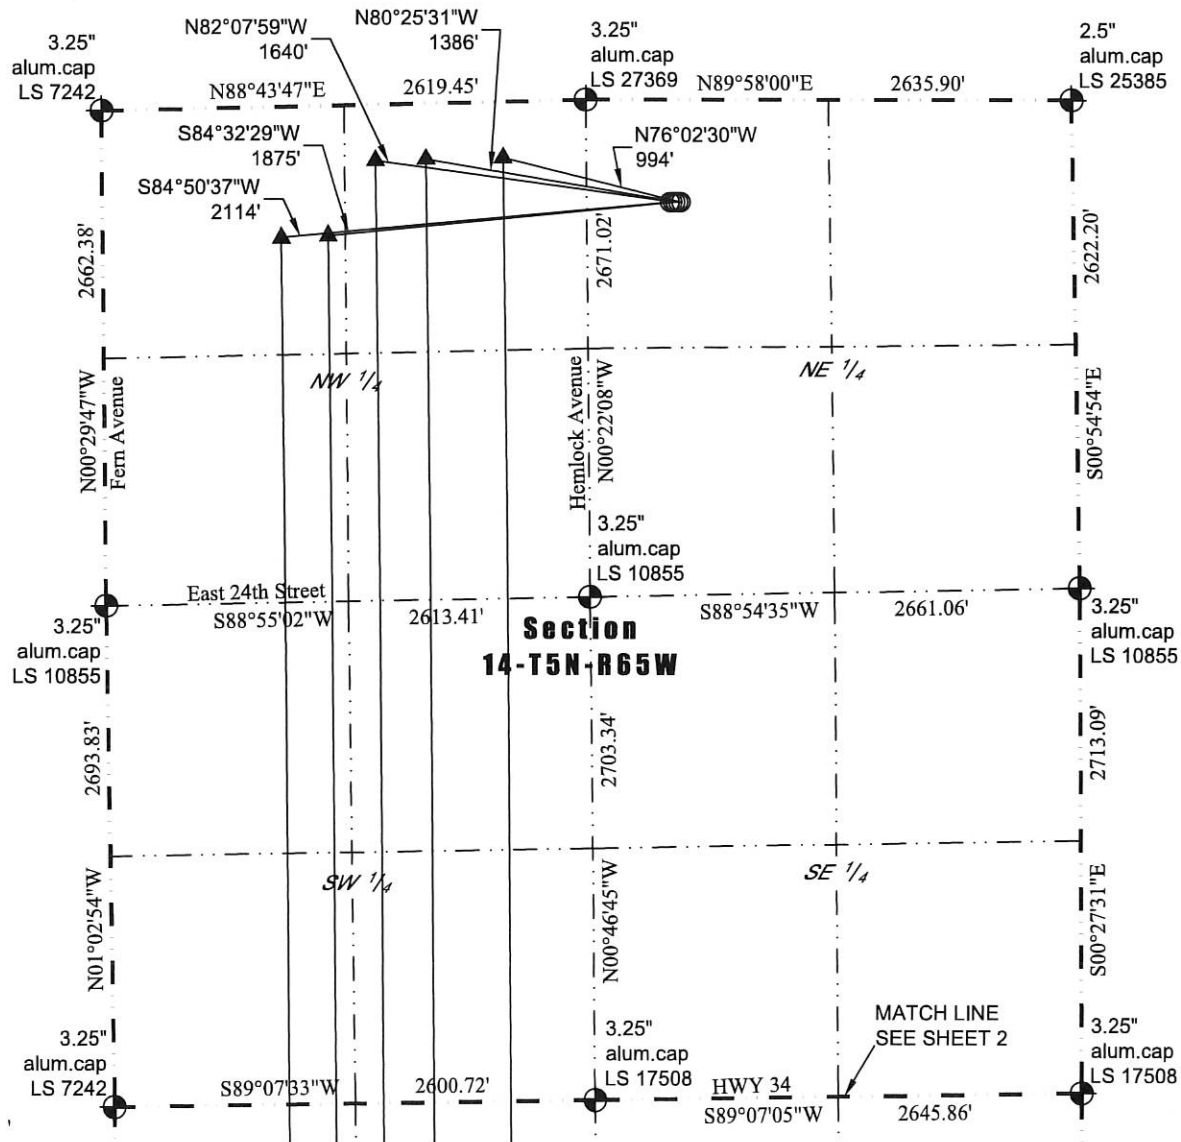 N82°07'59"W
1640'
N80°25'31"W
1386'
3.25"
alum.cap
LS 7242
3.25"
alum.cap
LS 27369
2.5"
alum.cap
LS 25385
N88°43'47"E
2619.45'
N89°58'00"E
2635.90'
S84°32'29"W
1875'
N76°02'30"W
994'
S84°50'37"W
2114'
2662.38'
2671.02'
2622.20'
NW 1/4
NE 1/4
N00°29'47"W
Fern Avenue
Hemlock Avenue
N00°22'08"W
S00°54'54"E
3.25"
alum.cap
LS 10855
East 24th Street
S88°55'02"W
2613.41'
S88°54'35"W
2661.06'
3.25"
alum.cap
LS 10855
Section
14-T5N-R65W
3.25"
alum.cap
LS 10855
2693.83'
2703.34'
2713.09'
SW 1/4
SE 1/4
N01°02'54"W
N00°46'45"W
S00°27'31"E
3.25"
alum.cap
LS 7242
3.25"
alum.cap
LS 17508
MATCH LINE
SEE SHEET 2
3.25"
alum.cap
LS 17508
S89°07'33"W
2600.72'
HWY 34
S89°07'05"W
2645.86'